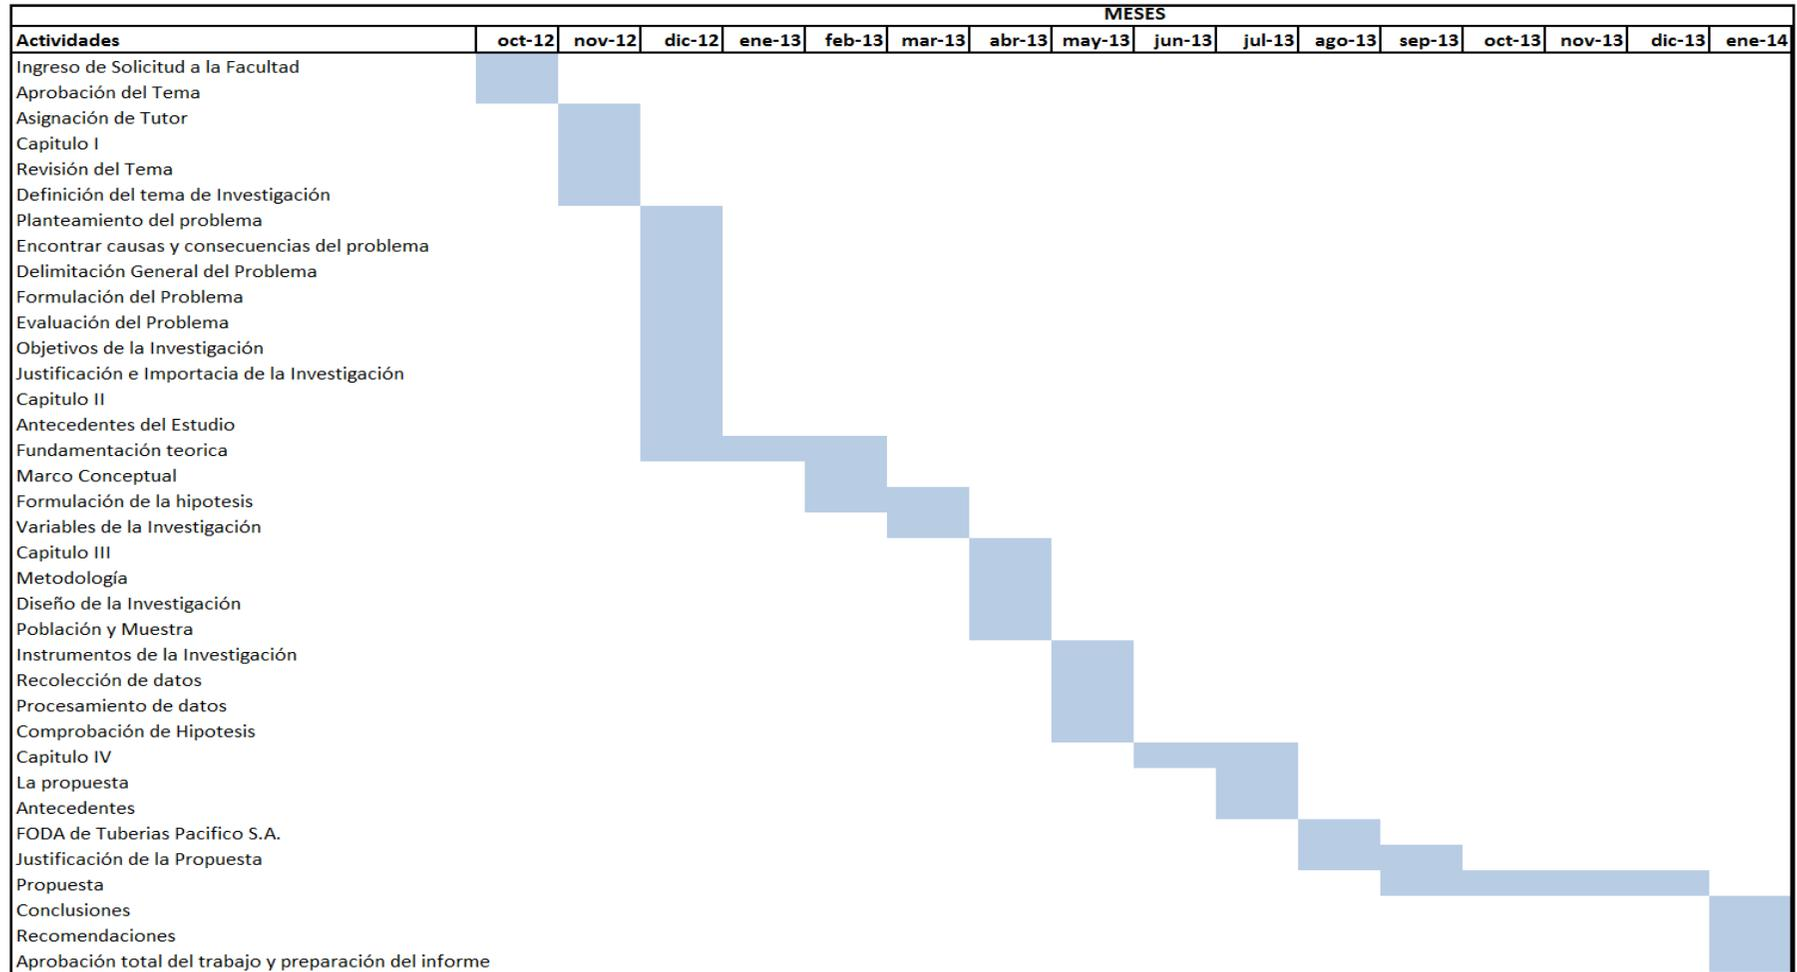 MESES
Actividades oct-12 nov-12 dic-12 ene-13 feb-13 mar-13 abr-13 may-13 jun-13 jul-13 ago-13 sep-13 oct-13 nov-13 dic-13 ene-14
Ingreso de Solicitud a la Facultad
Aprobación del Tema
Asignación de Tutor
Capitulo I
Revisión del Tema
Definición del tema de Investigación
Planteamiento del problema
Encontrar causas y consecuencias del problema
Delimitación General del Problema
Formulación del Problema
Evaluación del Problema
Objetivos de la Investigación
Justificación e Importacia de la Investigación
Capitulo II
Antecedentes del Estudio
Fundamentación teorica
Marco Conceptual
Formulación de la hipotesis
Variables de la Investigación
Capitulo III
Metodología
Diseño de la Investigación
Población y Muestra
Instrumentos de la Investigación
Recolección de datos
Procesamiento de datos
Comprobación de Hipotesis
Capitulo IV
La propuesta
Antecedentes
FODA de Tuberias Pacifico S.A.
Justificación de la Propuesta
Propuesta
Conclusiones
Recomendaciones
Aprobación total del trabajo y preparación del informe